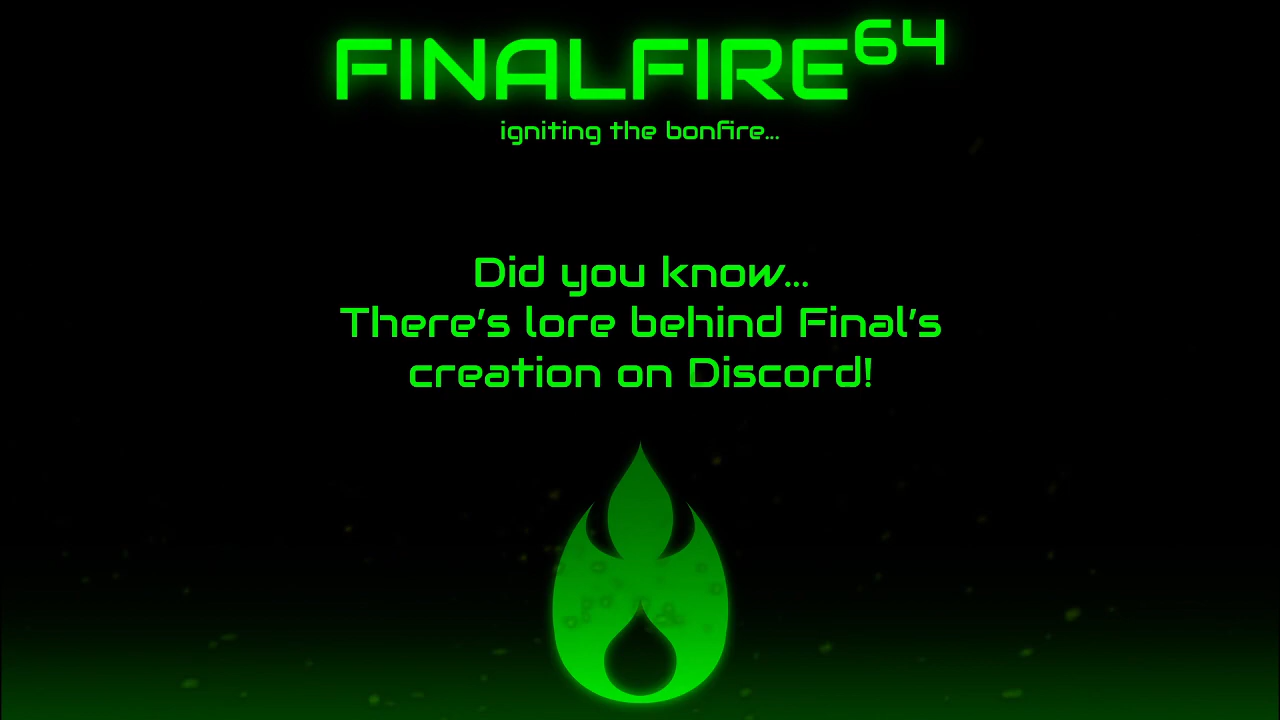 FINALFIRE⁶⁴
igniting the bonfire...
Did you know...
There's lore behind Final's
creation on Discord!